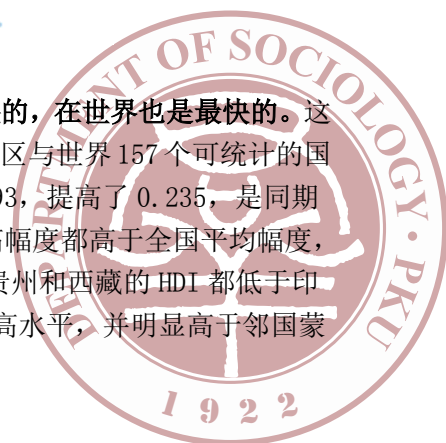 的，在世界也是最快的。这
区与世界 157 个可统计的国
93，提高了 0.235，是同期
高幅度都高于全国平均幅度，
贵州和西藏的 HDI 都低于印
高水平，并明显高于邻国蒙
DEPARTMENT OF SOCIOLOGY · PKU
1922